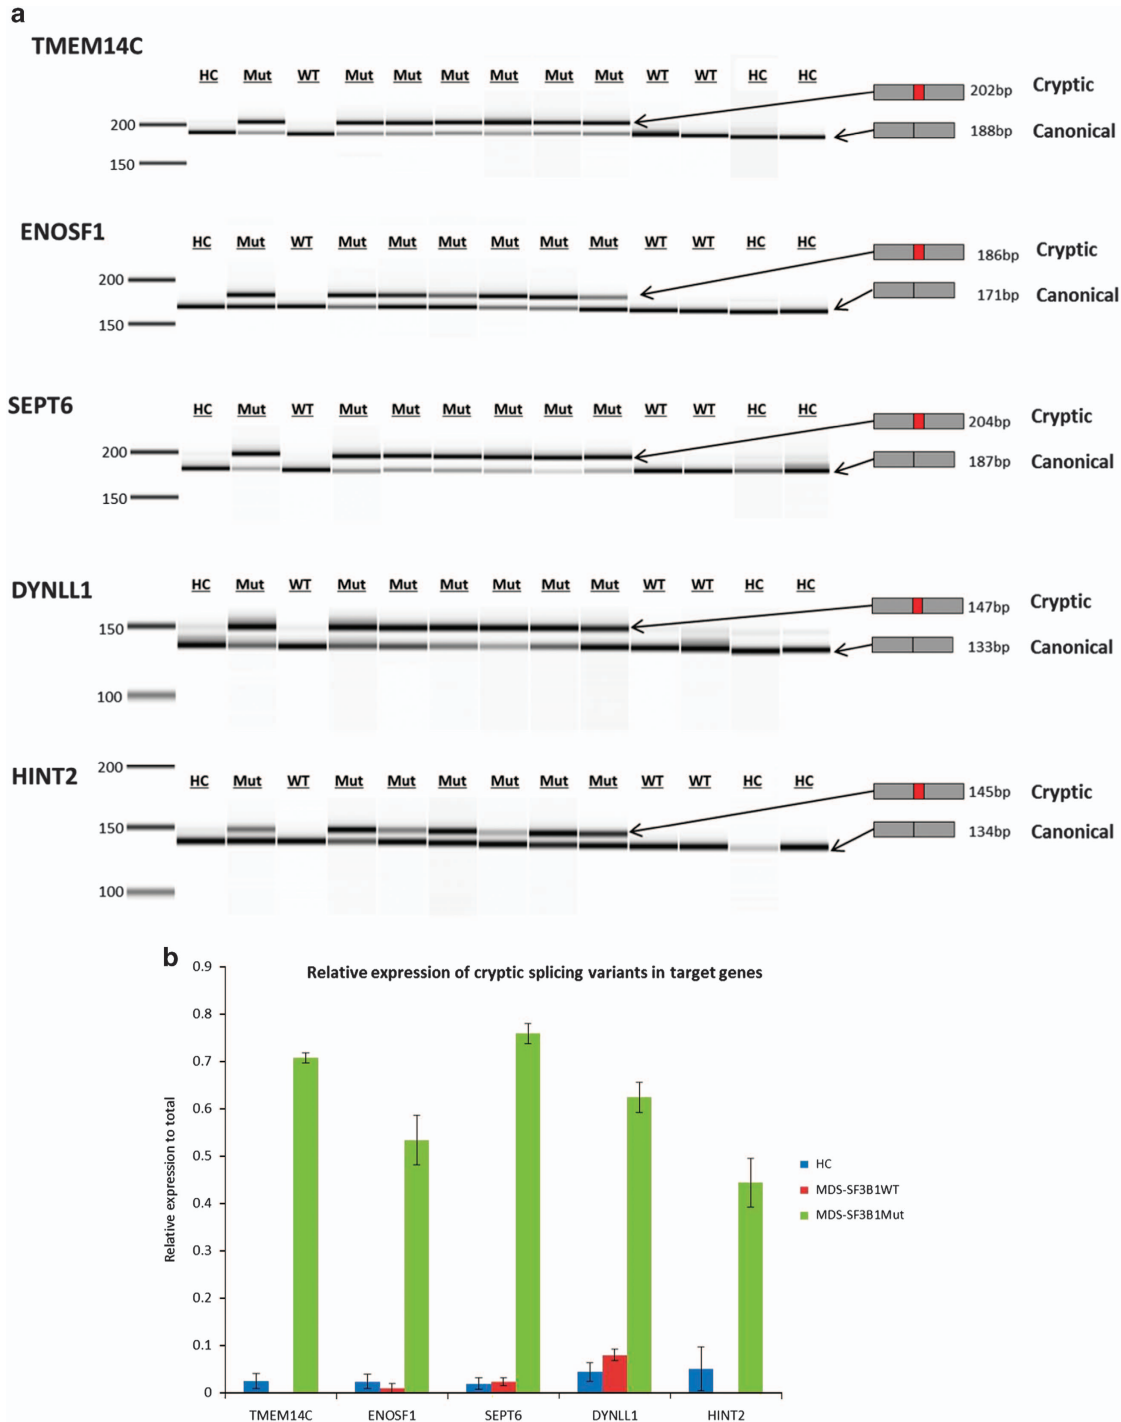 a
TMEM14C
HC Mut WT Mut Mut Mut Mut Mut Mut WT WT HC HC
202bp Cryptic
200
188bp Canonical
150
ENOSF1
HC Mut WT Mut Mut Mut Mut Mut Mut WT WT HC HC
186bp Cryptic
200
171bp Canonical
150
SEPT6
HC Mut WT Mut Mut Mut Mut Mut Mut WT WT HC HC
204bp Cryptic
200
187bp Canonical
150
DYNLL1
HC Mut WT Mut Mut Mut Mut Mut Mut WT WT HC HC
147bp Cryptic
150
133bp Canonical
100
HINT2
200
HC Mut WT Mut Mut Mut Mut Mut Mut WT WT HC HC
145bp Cryptic
150
134bp Canonical
100
b
Relative expression of cryptic splicing variants in target genes
Relative expression to total
0.9
0.8
0.7
0.6
0.5
0.4
0.3
0.2
0.1
0
TMEM14C ENOSF1 SEPT6 DYNLL1 HINT2
HC
MDS-SF3B1WT
MDS-SF3B1Mut